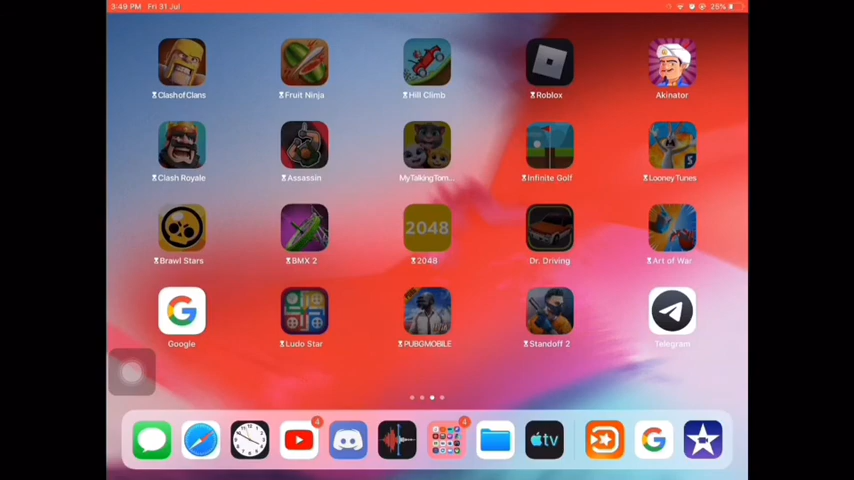 3:49 PM Fri 31 Jul
25%
ClashofClans
Fruit Ninja
Hill Climb
Roblox
Akinator
Clash Royale
Assassin
MyTalkingTom...
Infinite Golf
LooneyTunes
2048
Brawl Stars
BMX 2
2048
Dr. Driving
Art of War
Google
Ludo Star
PUBGMOBILE
Standoff 2
Telegram
4
4
tv